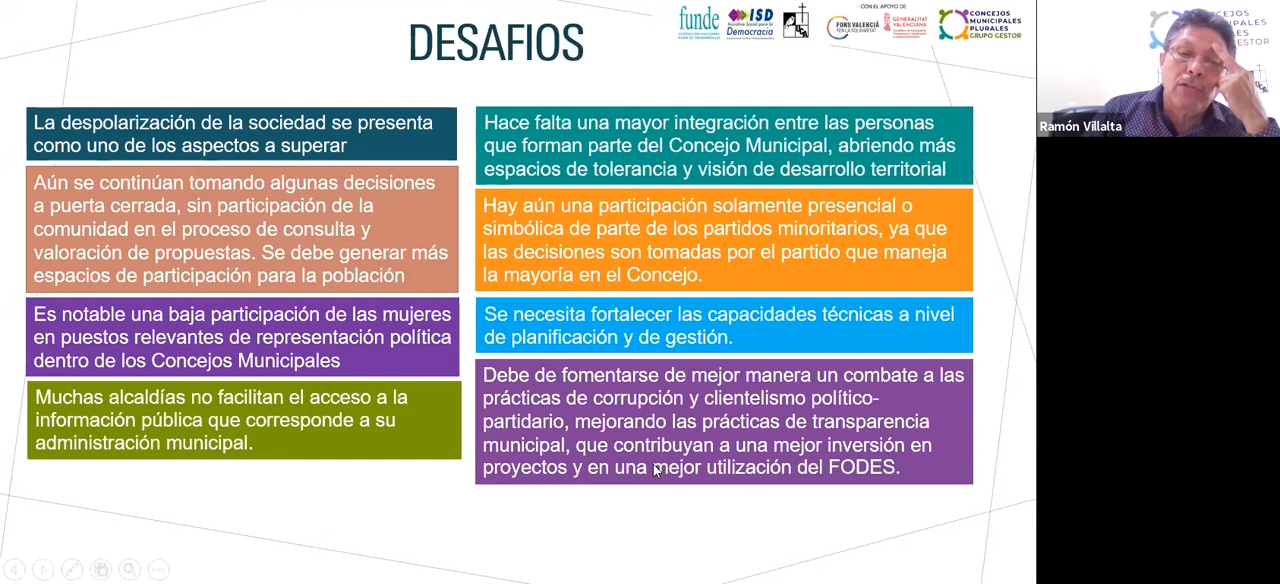 DESAFIOS
funde
ISD
Iniciativa Social para la
Democracia
CON EL APOYO DE
FONS VALENCIÀ
PER LA SOLIDARITAT
GENERALITAT
VALENCIANA
CONCEJOS
MUNICIPALES
PLURALES
GRUPO GESTOR
La despolarización de la sociedad se presenta
como uno de los aspectos a superar
Aún se continúan tomando algunas decisiones
a puerta cerrada, sin participación de la
comunidad en el proceso de consulta y
valoración de propuestas. Se debe generar más
espacios de participación para la población
Es notable una baja participación de las mujeres
en puestos relevantes de representación política
dentro de los Concejos Municipales
Muchas alcaldías no facilitan el acceso a la
información pública que corresponde a su
administración municipal.
Hace falta una mayor integración entre las personas
que forman parte del Concejo Municipal, abriendo más
espacios de tolerancia y visión de desarrollo territorial
Hay aún una participación solamente presencial o
simbólica de parte de los partidos minoritarios, ya que
las decisiones son tomadas por el partido que maneja
la mayoría en el Concejo.
Se necesita fortalecer las capacidades técnicas a nivel
de planificación y de gestión.
Debe de fomentarse de mejor manera un combate a las
prácticas de corrupción y clientelismo político-
partidario, mejorando las prácticas de transparencia
municipal, que contribuyan a una mejor inversión en
proyectos y en una mejor utilización del FODES.
Ramón Villalta